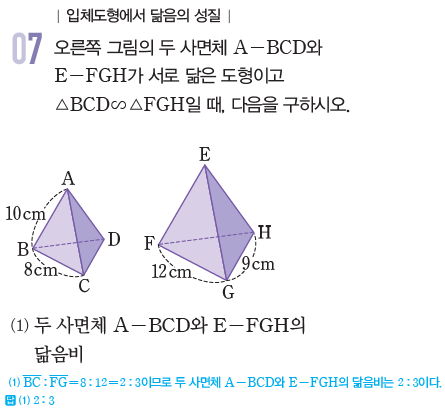 | 입체도형에서 닮음의 성질 |
07 오른쪽 그림의 두 사면체 A-BCD와
E-FGH가 서로 닮은 도형이고
△BCD∽△FGH일 때, 다음을 구하시오.
E
A
10cm
B
D
8cm
C
F
H
12cm
9cm
G
(1) 두 사면체 A-BCD와 E-FGH의
닮음비
(1) B̅C̅ : F̅G̅=8 : 12=2 : 3이므로 두 사면체 A-BCD와 E-FGH의 닮음비는 2 : 3이다.
답 (1) 2 : 3